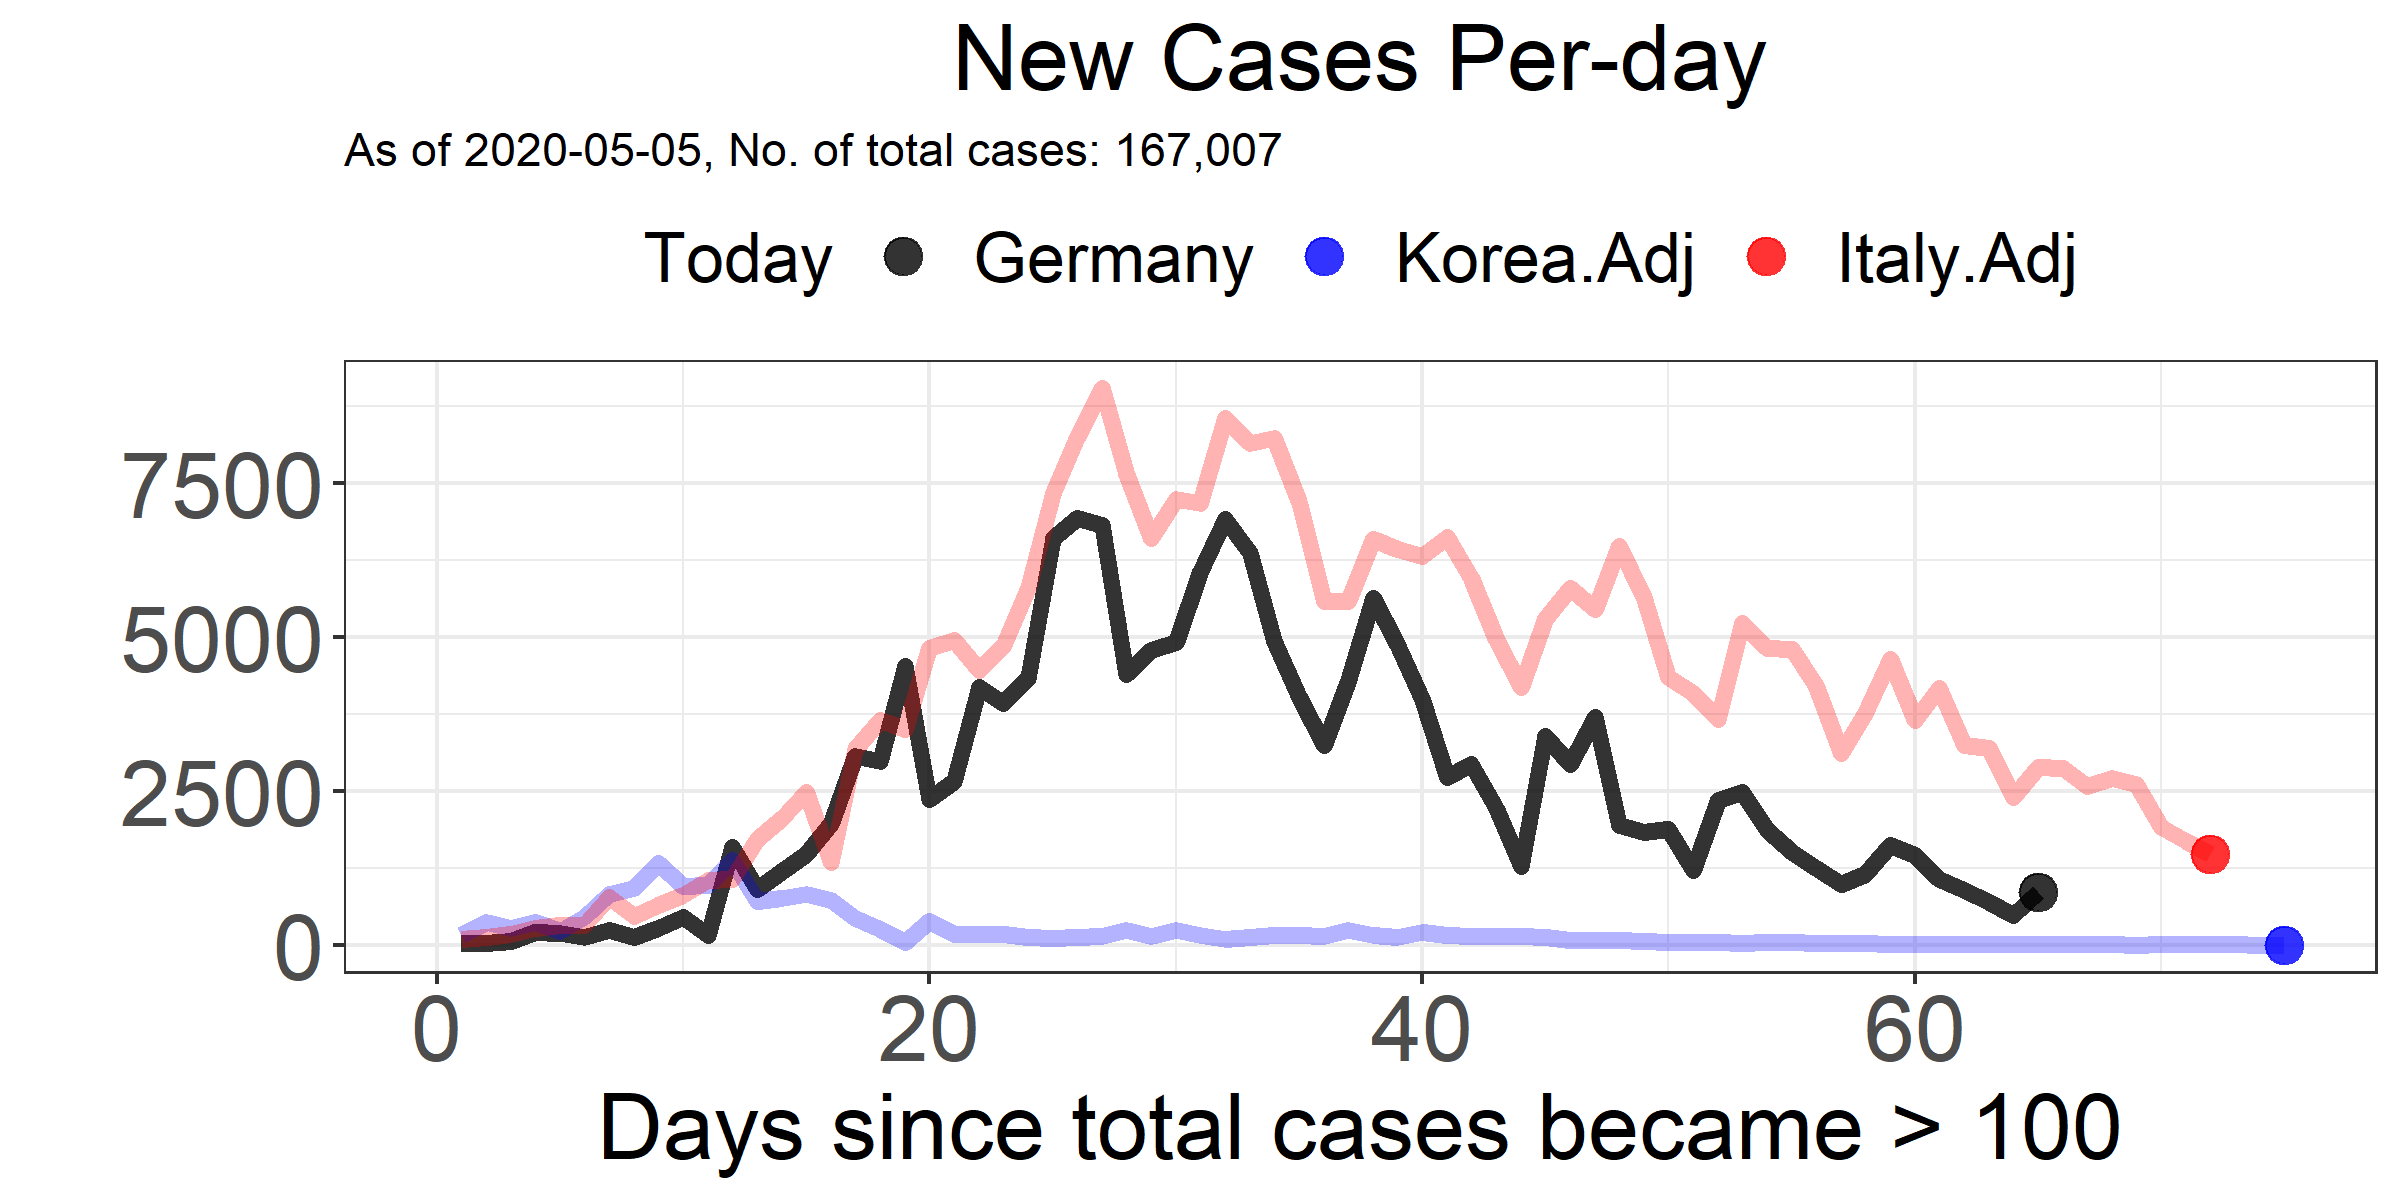 New Cases Per-day
As of 2020-05-05, No. of total cases: 167,007
Today Germany Korea.Adj Italy.Adj
7500
5000
2500
0
0 20 40 60
Days since total cases became > 100